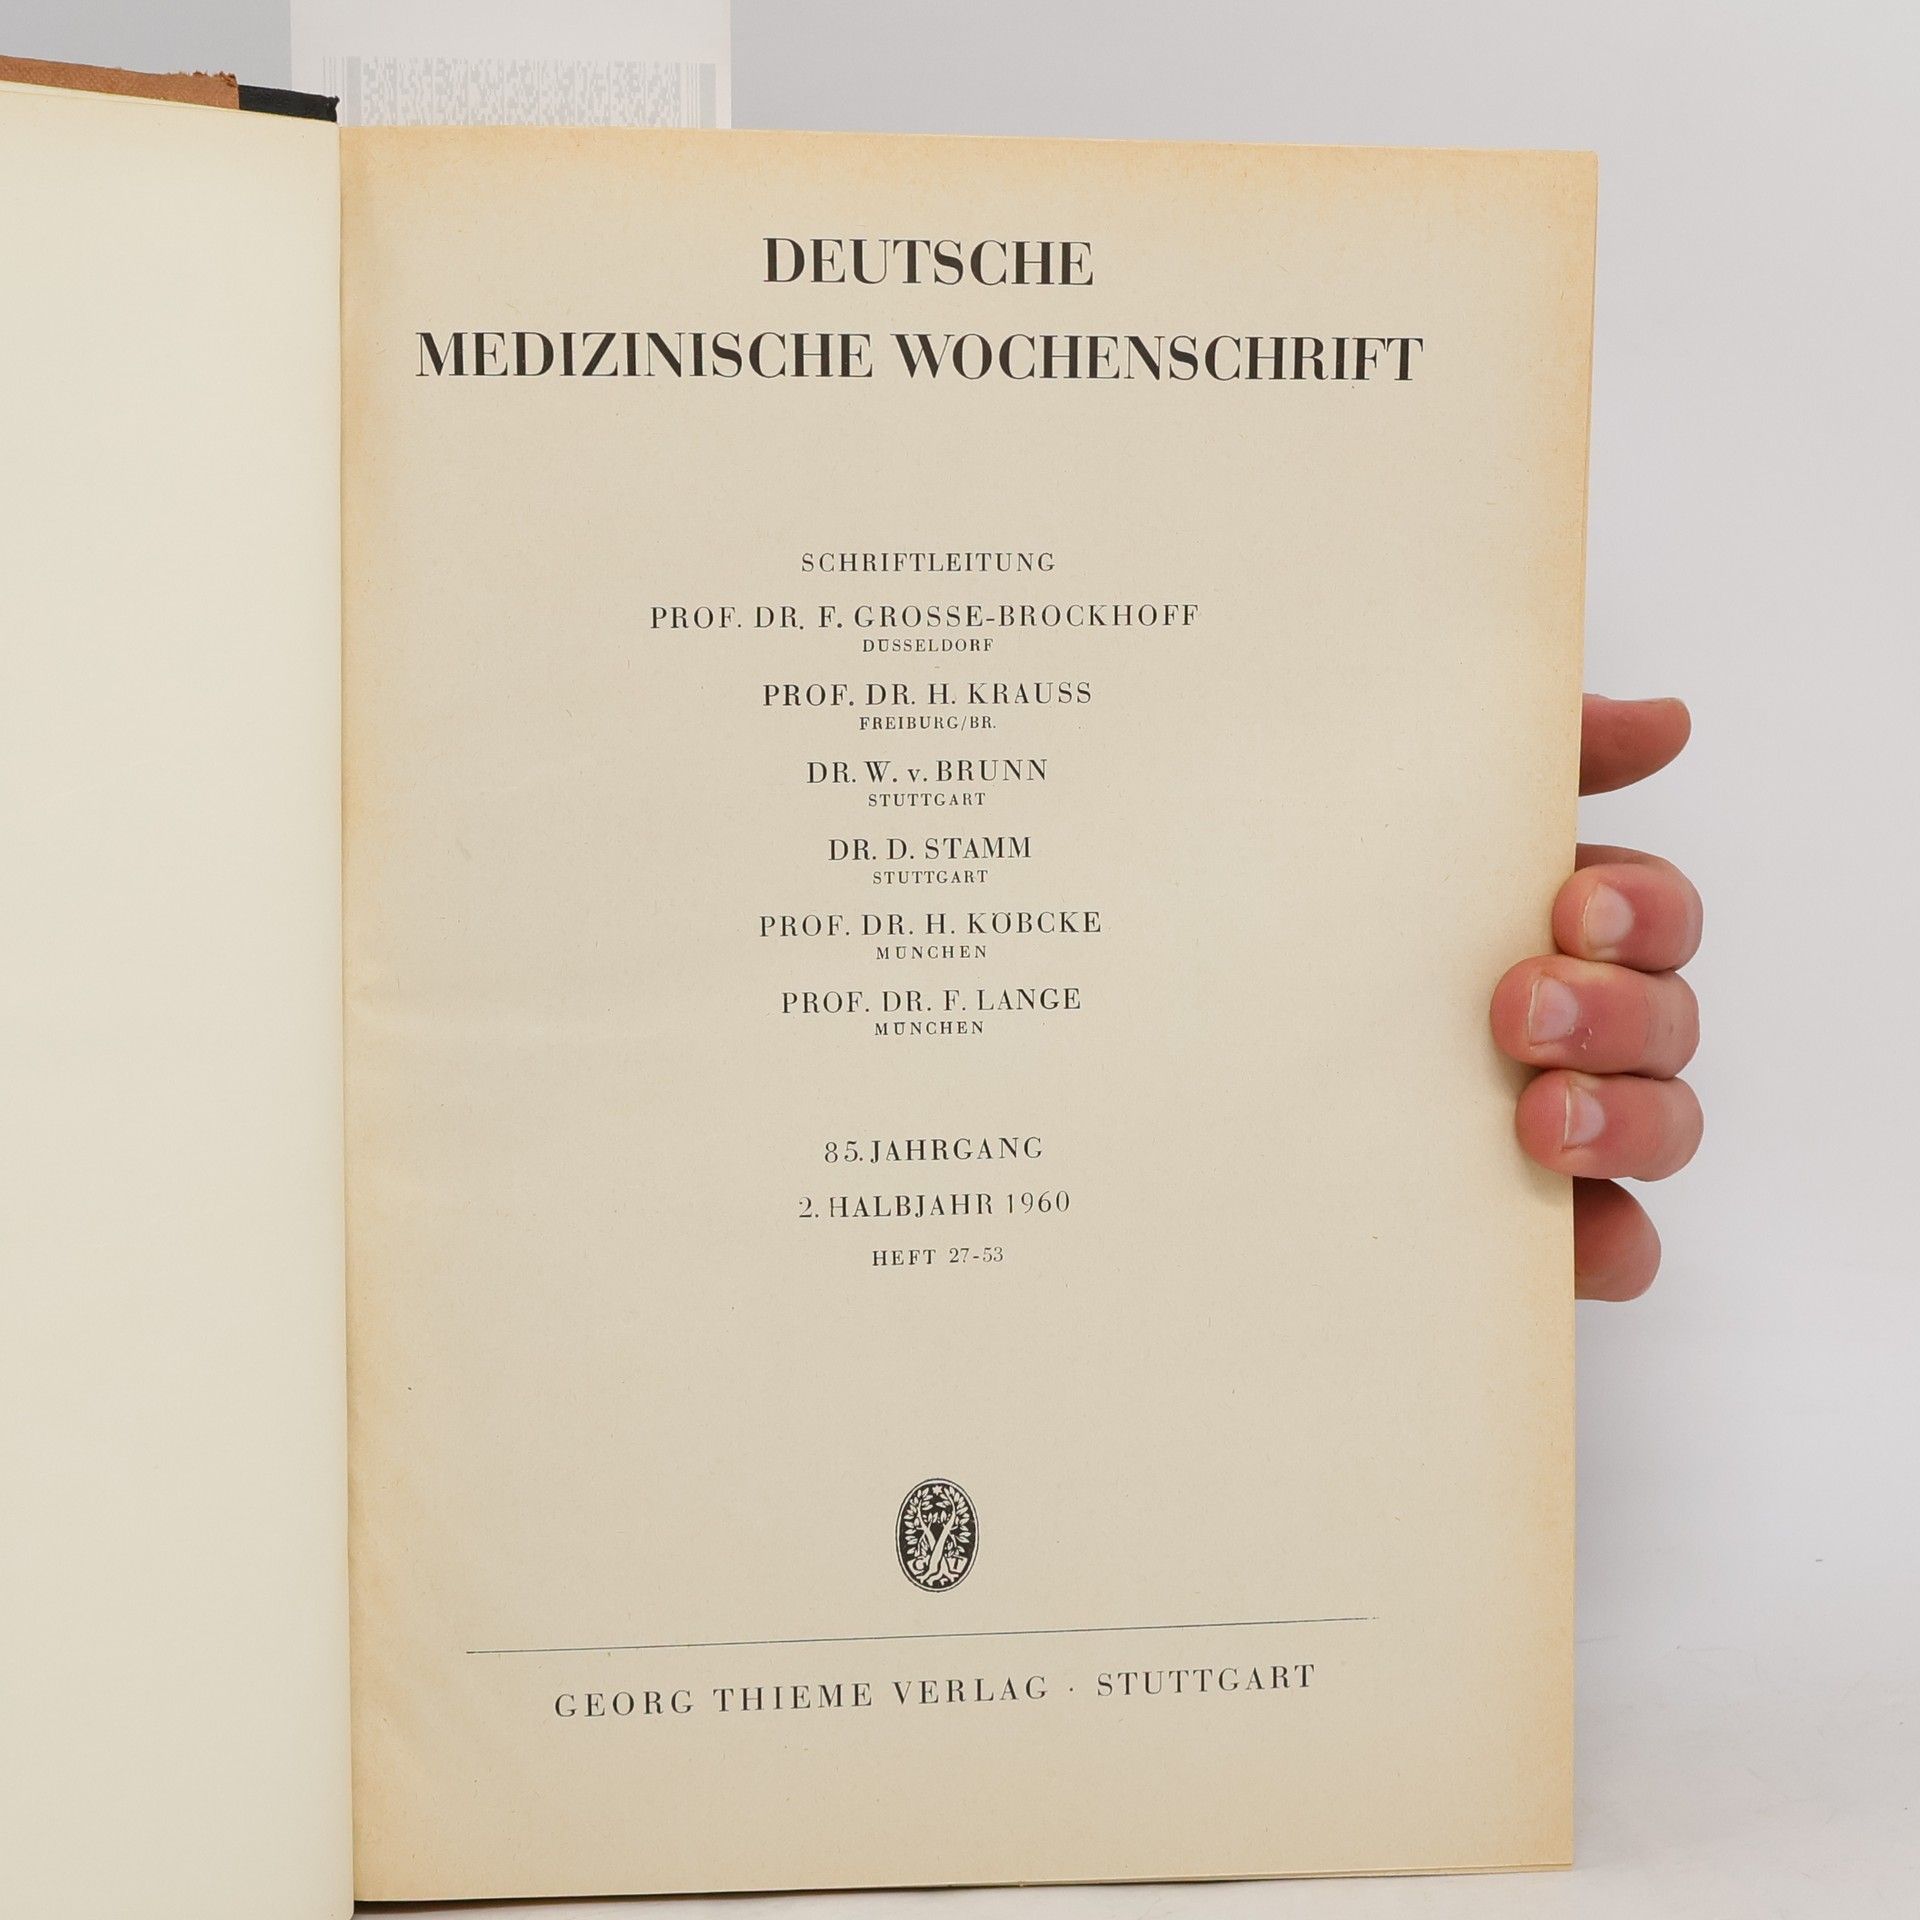 DEUTSCHE
MEDIZINISCHE WOCHENSCHRIFT
SCHRIFTLEITUNG
PROF. DR. F. GROSSE-BROCKHOFF
DÜSSELDORF
PROF. DR. H. KRAUSS
FREIBURG/BR.
DR. W. v. BRUNN
STUTTGART
DR. D. STAMM
STUTTGART
PROF. DR. H. KÖBCKE
MÜNCHEN
PROF. DR. F. LANGE
MÜNCHEN
85. JAHRGANG
2. HALBJAHR 1960
HEFT 27-53
G T
GEORG THIEME VERLAG · STUTTGART